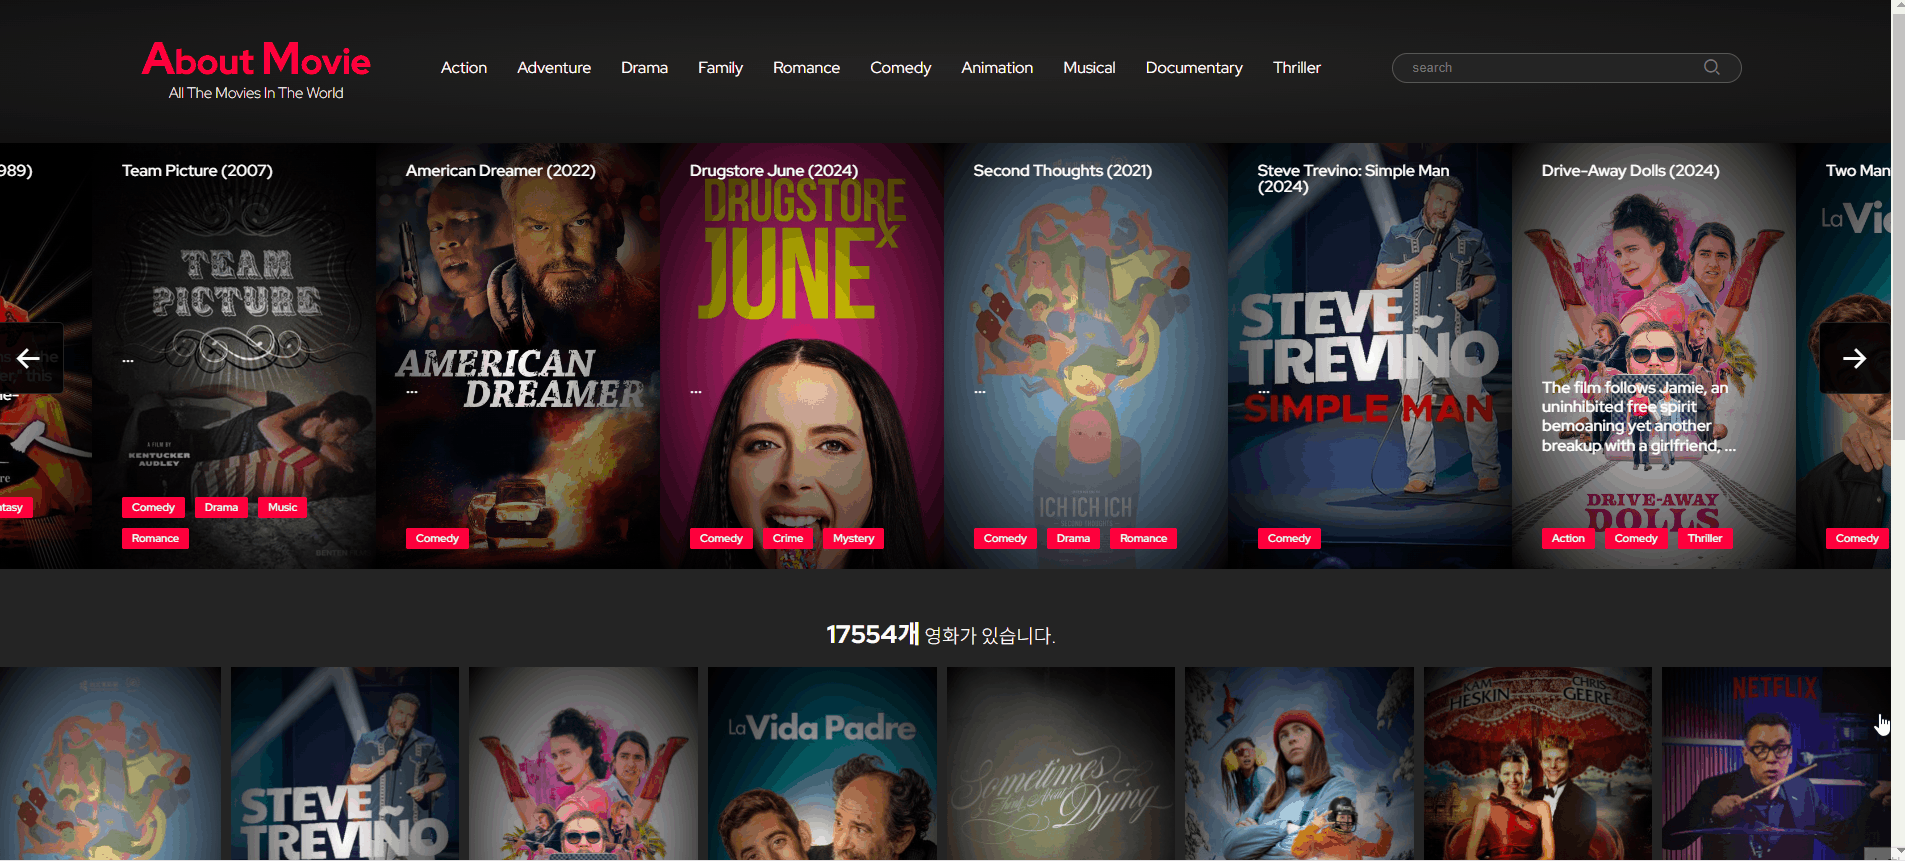 About Movie
All The Movies In The World
Action Adventure Drama Family Romance Comedy Animation Musical Documentary Thriller
search
989)
Team Picture (2007)
American Dreamer (2022)
Drugstore June (2024)
Second Thoughts (2021)
Steve Trevino: Simple Man
(2024)
Drive-Away Dolls (2024)
Two Man
TEAM
PICTURE
...
A FILM BY
KENTUCKER
AUDLEY
Comedy Drama Music
Romance
AMERICAN
DREAMER
...
Comedy
DRUGSTORE
JUNE
...
Comedy Crime Mystery
...
ICH ICH ICH
SECOND THOUGHTS
Comedy Drama Romance
STEVE
TREVIÑO
...
SIMPLE MAN
Comedy
The film follows Jamie, an
uninhibited free spirit
bemoaning yet another
breakup with a girlfriend, ...
DRIVE-AWAY
DOLLS
Action Comedy Thriller
La Vi
Comedy
17554개 영화가 있습니다.
STEVE
TREVIÑO
La Vida Padre
Sometimes
I Think About
Dying
KAM
HESKIN
CHRIS
GEERE
NETFLIX